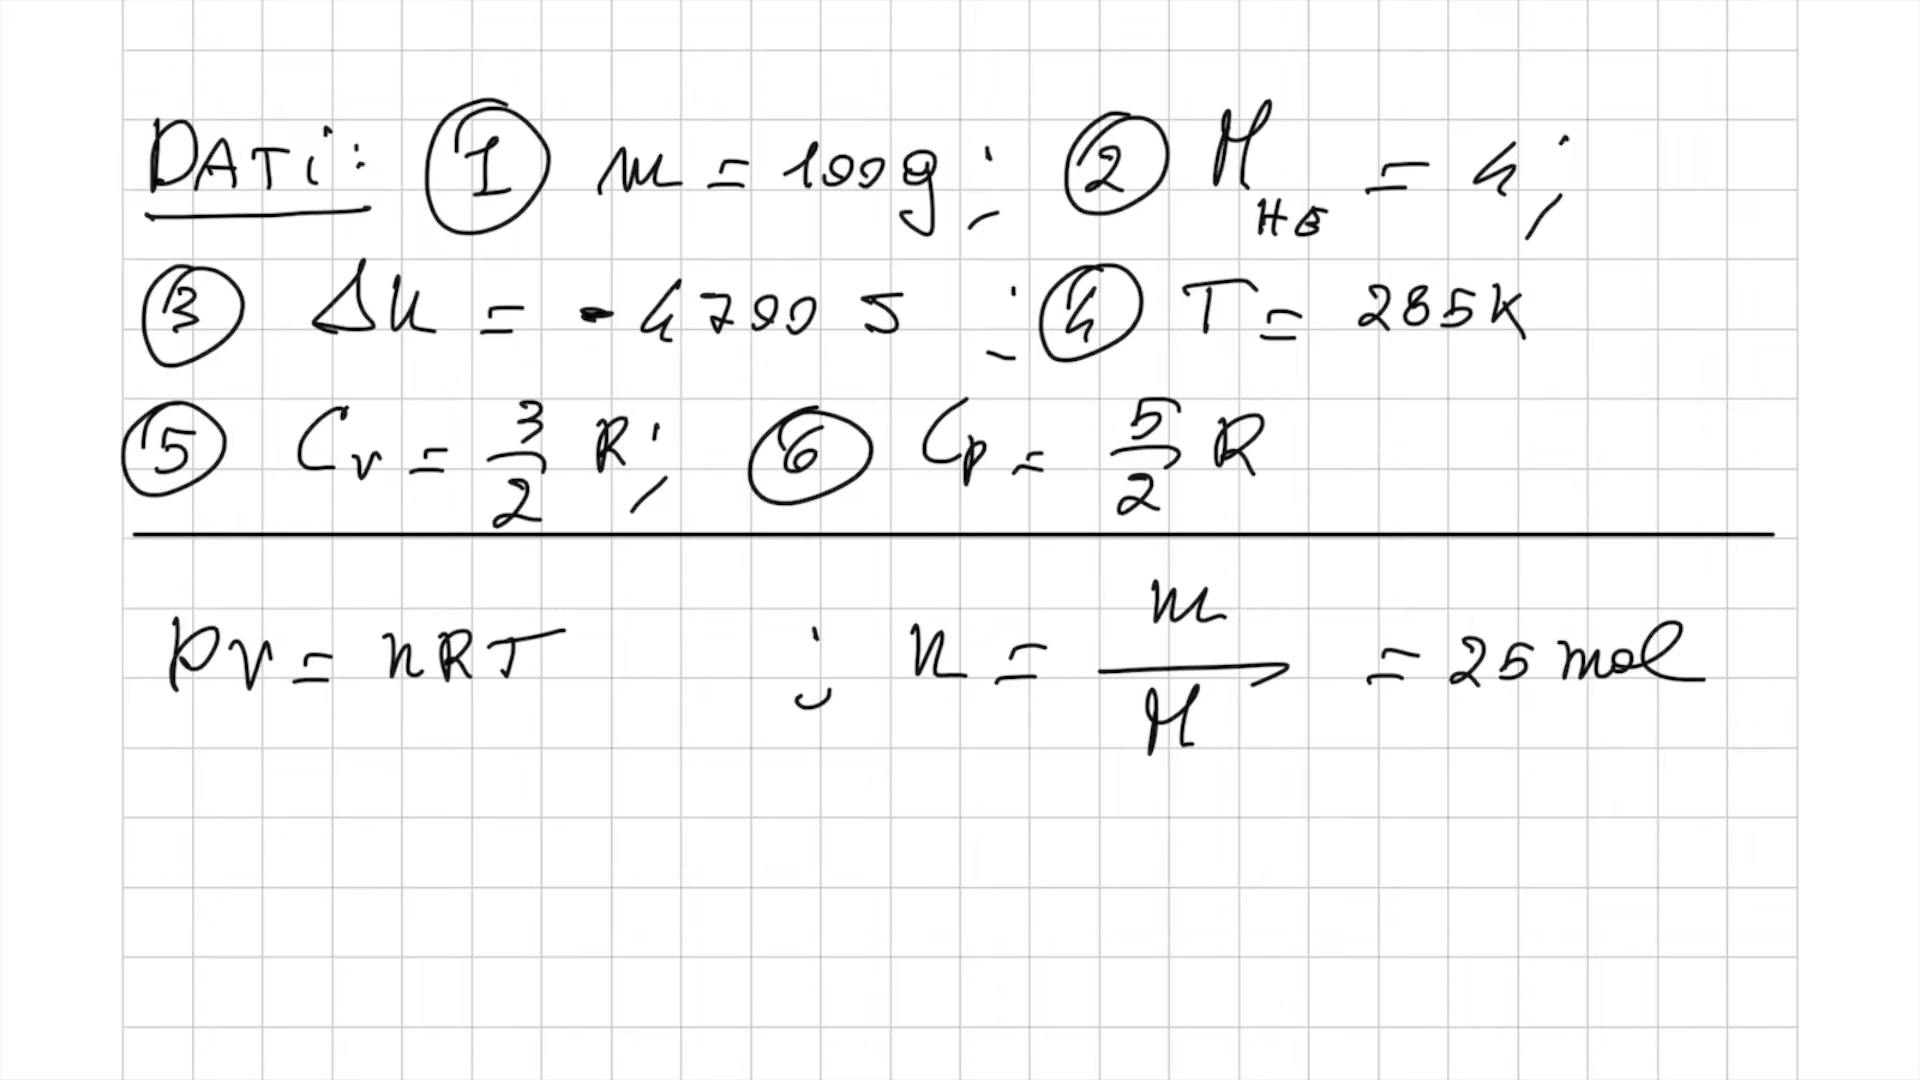 DATI: ① m = 100g; ② M_HE = 4;
③ ΔU = -4700 J; ④ T = 285K
⑤ Cv = 3/2 R; ⑥ Cp = 5/2 R
pV = nRT ; n = m/M = 25 mol